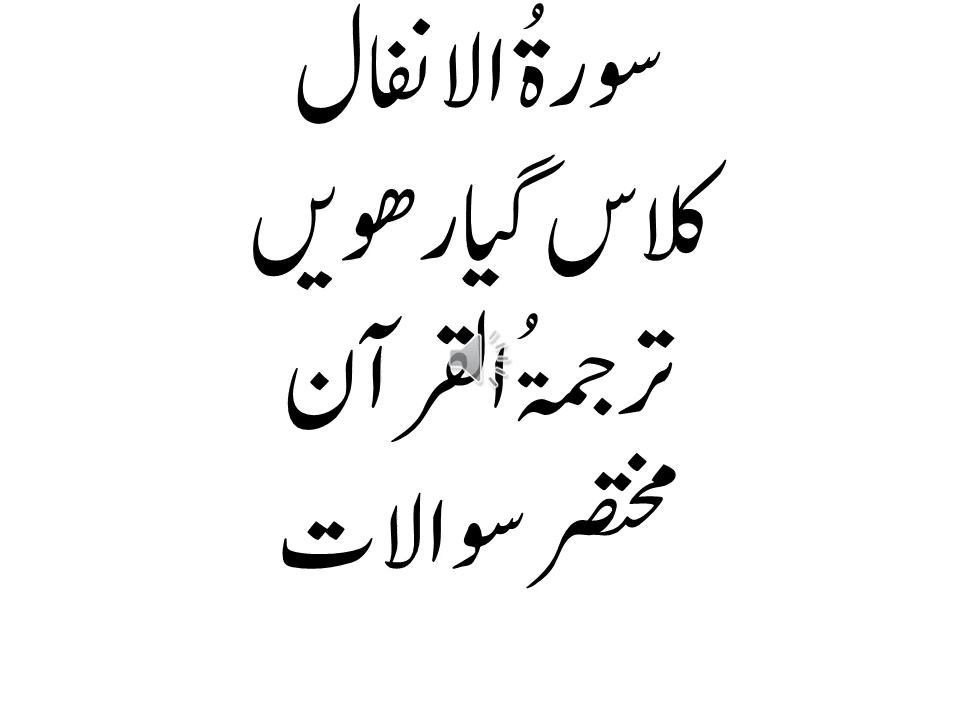 سورۃُ الانفال
کلاس گیارھویں
ترجمۃُ القرآن
مختصر سوالات